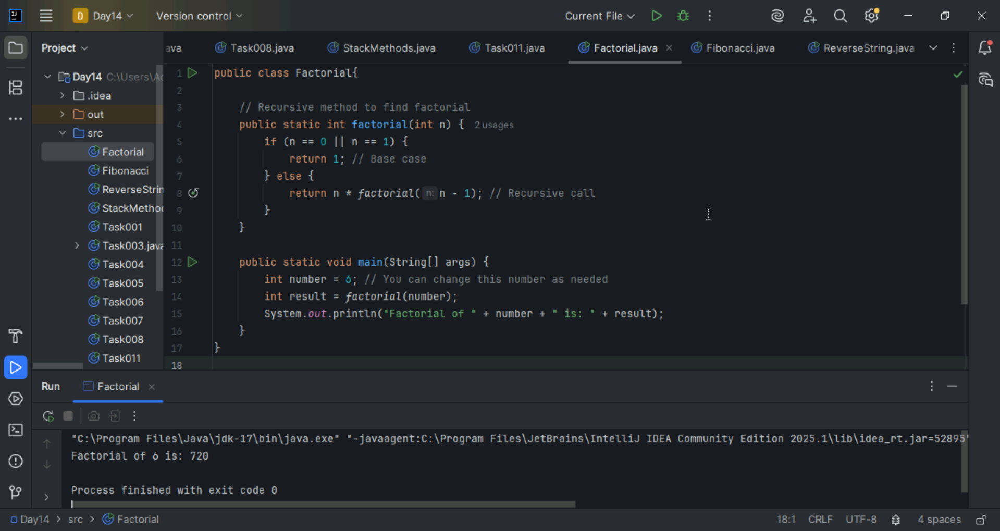 D Day14 Version control Current File
Project
ava Task008.java StackMethods.java Task011.java Factorial.java Fibonacci.java ReverseString.java
Day14 C:\Users\Ac
.idea
out
src
Factorial
Fibonacci
ReverseStrin
StackMethod
Task001
Task003.java
Task004
Task005
Task006
Task007
Task008
Task011
1 public class Factorial{
2
3 // Recursive method to find factorial
4 public static int factorial(int n) { 2 usages
5 if (n == 0 || n == 1) {
6 return 1; // Base case
7 } else {
8 return n * factorial( n: n - 1); // Recursive call
9 }
10 }
11
12 public static void main(String[] args) {
13 int number = 6; // You can change this number as needed
14 int result = factorial(number);
15 System.out.println("Factorial of " + number + " is: " + result);
16 }
17 }
18
Run Factorial
"C:\Program Files\Java\jdk-17\bin\java.exe" "-javaagent:C:\Program Files\JetBrains\IntelliJ IDEA Community Edition 2025.1\lib\idea_rt.jar=52895"
Factorial of 6 is: 720
Process finished with exit code 0
Day14 > src > Factorial 18:1 CRLF UTF-8 4 spaces